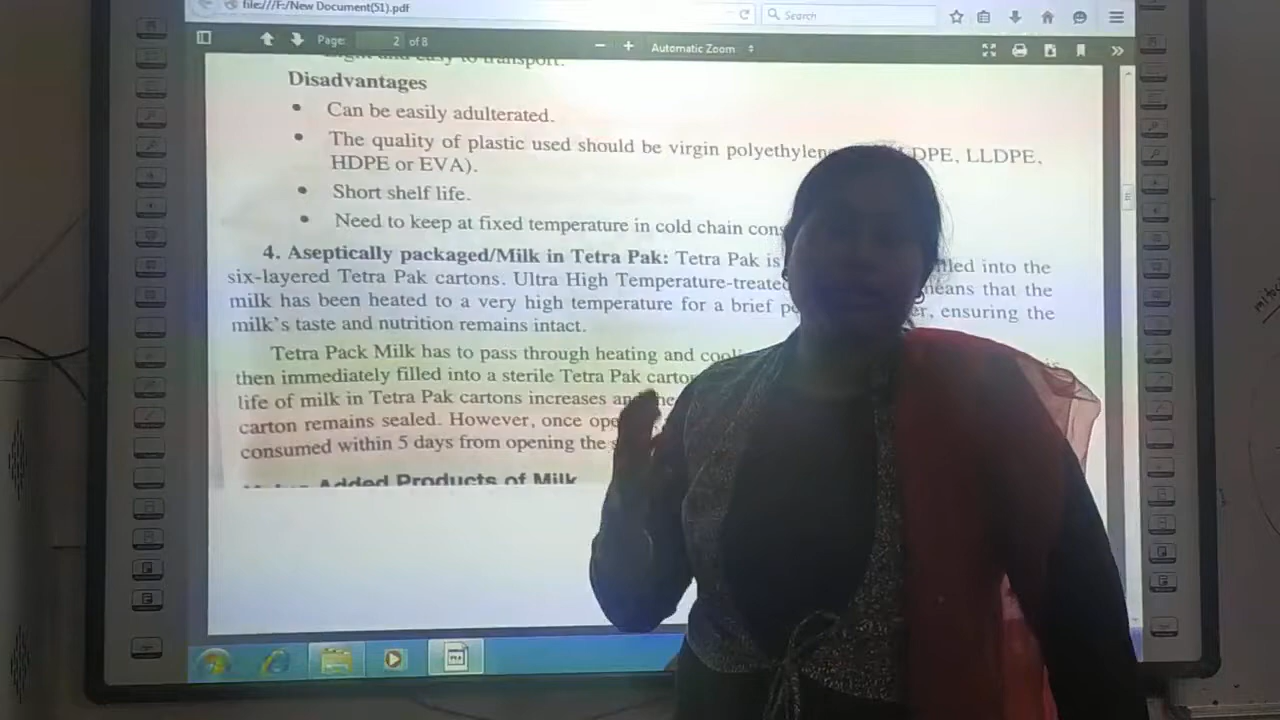 file:///F:/New Document(51).pdf
Search
Page: 2 of 8
Automatic Zoom
to transport.
Disadvantages
Can be easily adulterated.
The quality of plastic used should be virgin DPE, LLDPE,
HDPE or EVA).
Short shelf life.
Need to keep at fixed temperature in cold chain
4. Aseptically packaged/Milk in Tetra Pak: Tetra Pak is into the
six-layered Tetra Pak cartons. Ultra High means that the
milk has been heated to a very high temperature for a brief ensuring the
milk's taste and nutrition remains intact.
Tetra Pack Milk has to pass through heating and
then immediately filled into a sterile Tetra Pak
life of milk in Tetra Pak cartons increases
carton remains sealed. However, once
consumed within 5 days from opening the
Added Products of Milk